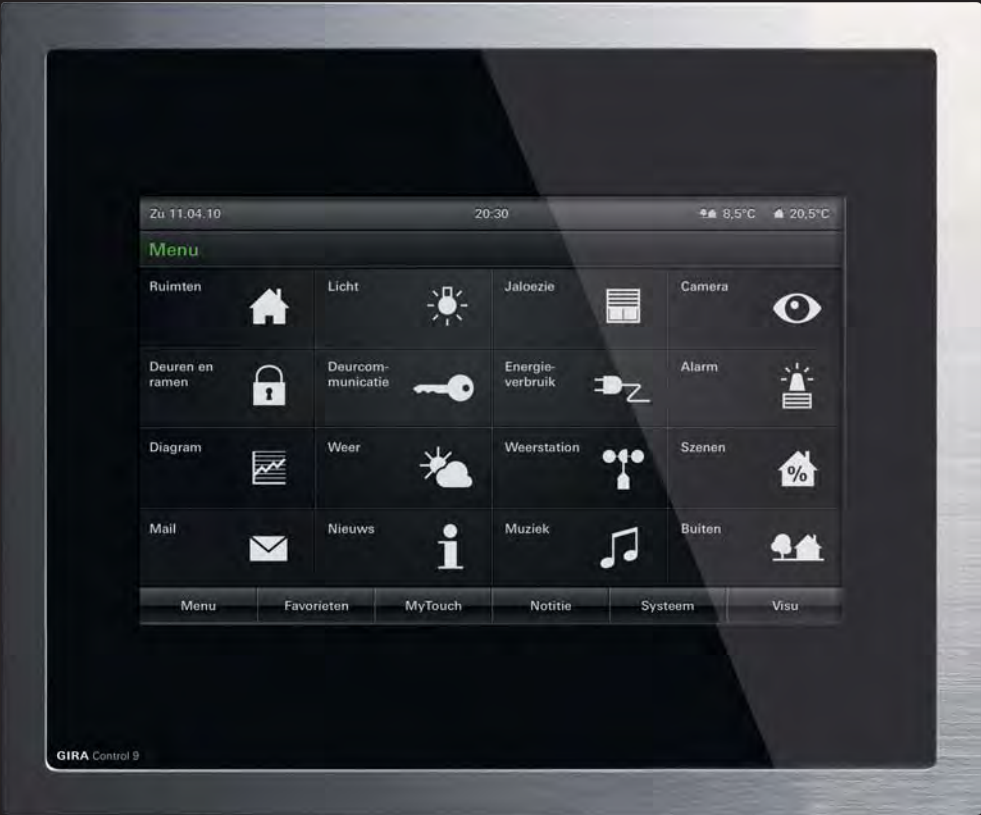 Zu 11.04.10 20:30 8,5°C 20,5°C
Menu
Ruimten Licht Jaloezie Camera
Deuren en Deurcom- Energie- Alarm
ramen municatie verbruik
Diagram Weer Weerstation Szenen
%
Mail Nieuws Muziek Buiten
Menu Favorieten MyTouch Notitie Systeem Visu
GIRA Control 9